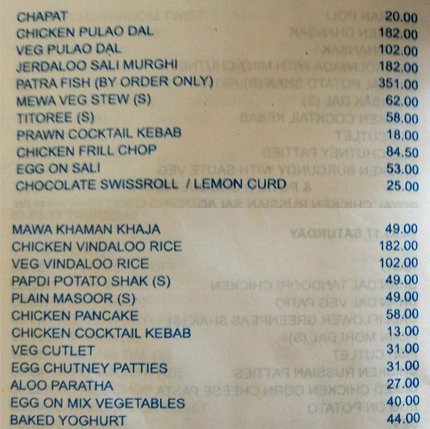 CHAPAT 20.00
CHICKEN PULAO DAL 182.00
VEG PULAO DAL 102.00
JERDALOO SALI MURGHI 182.00
PATRA FISH (BY ORDER ONLY) 351.00
MEWA VEG STEW (S) 62.00
TITOREE (S) 58.00
PRAWN COCKTAIL KEBAB 18.00
CHICKEN FRILL CHOP 84.50
EGG ON SALI 53.00
CHOCOLATE SWISSROLL / LEMON CURD 25.00
MAWA KHAMAN KHAJA 49.00
CHICKEN VINDALOO RICE 182.00
VEG VINDALOO RICE 102.00
PAPDI POTATO SHAK (S) 49.00
PLAIN MASOOR (S) 49.00
CHICKEN PANCAKE 58.00
CHICKEN COCKTAIL KEBAB 13.00
VEG CUTLET 31.00
EGG CHUTNEY PATTIES 31.00
ALOO PARATHA 27.00
EGG ON MIX VEGETABLES 40.00
BAKED YOGHURT 44.00